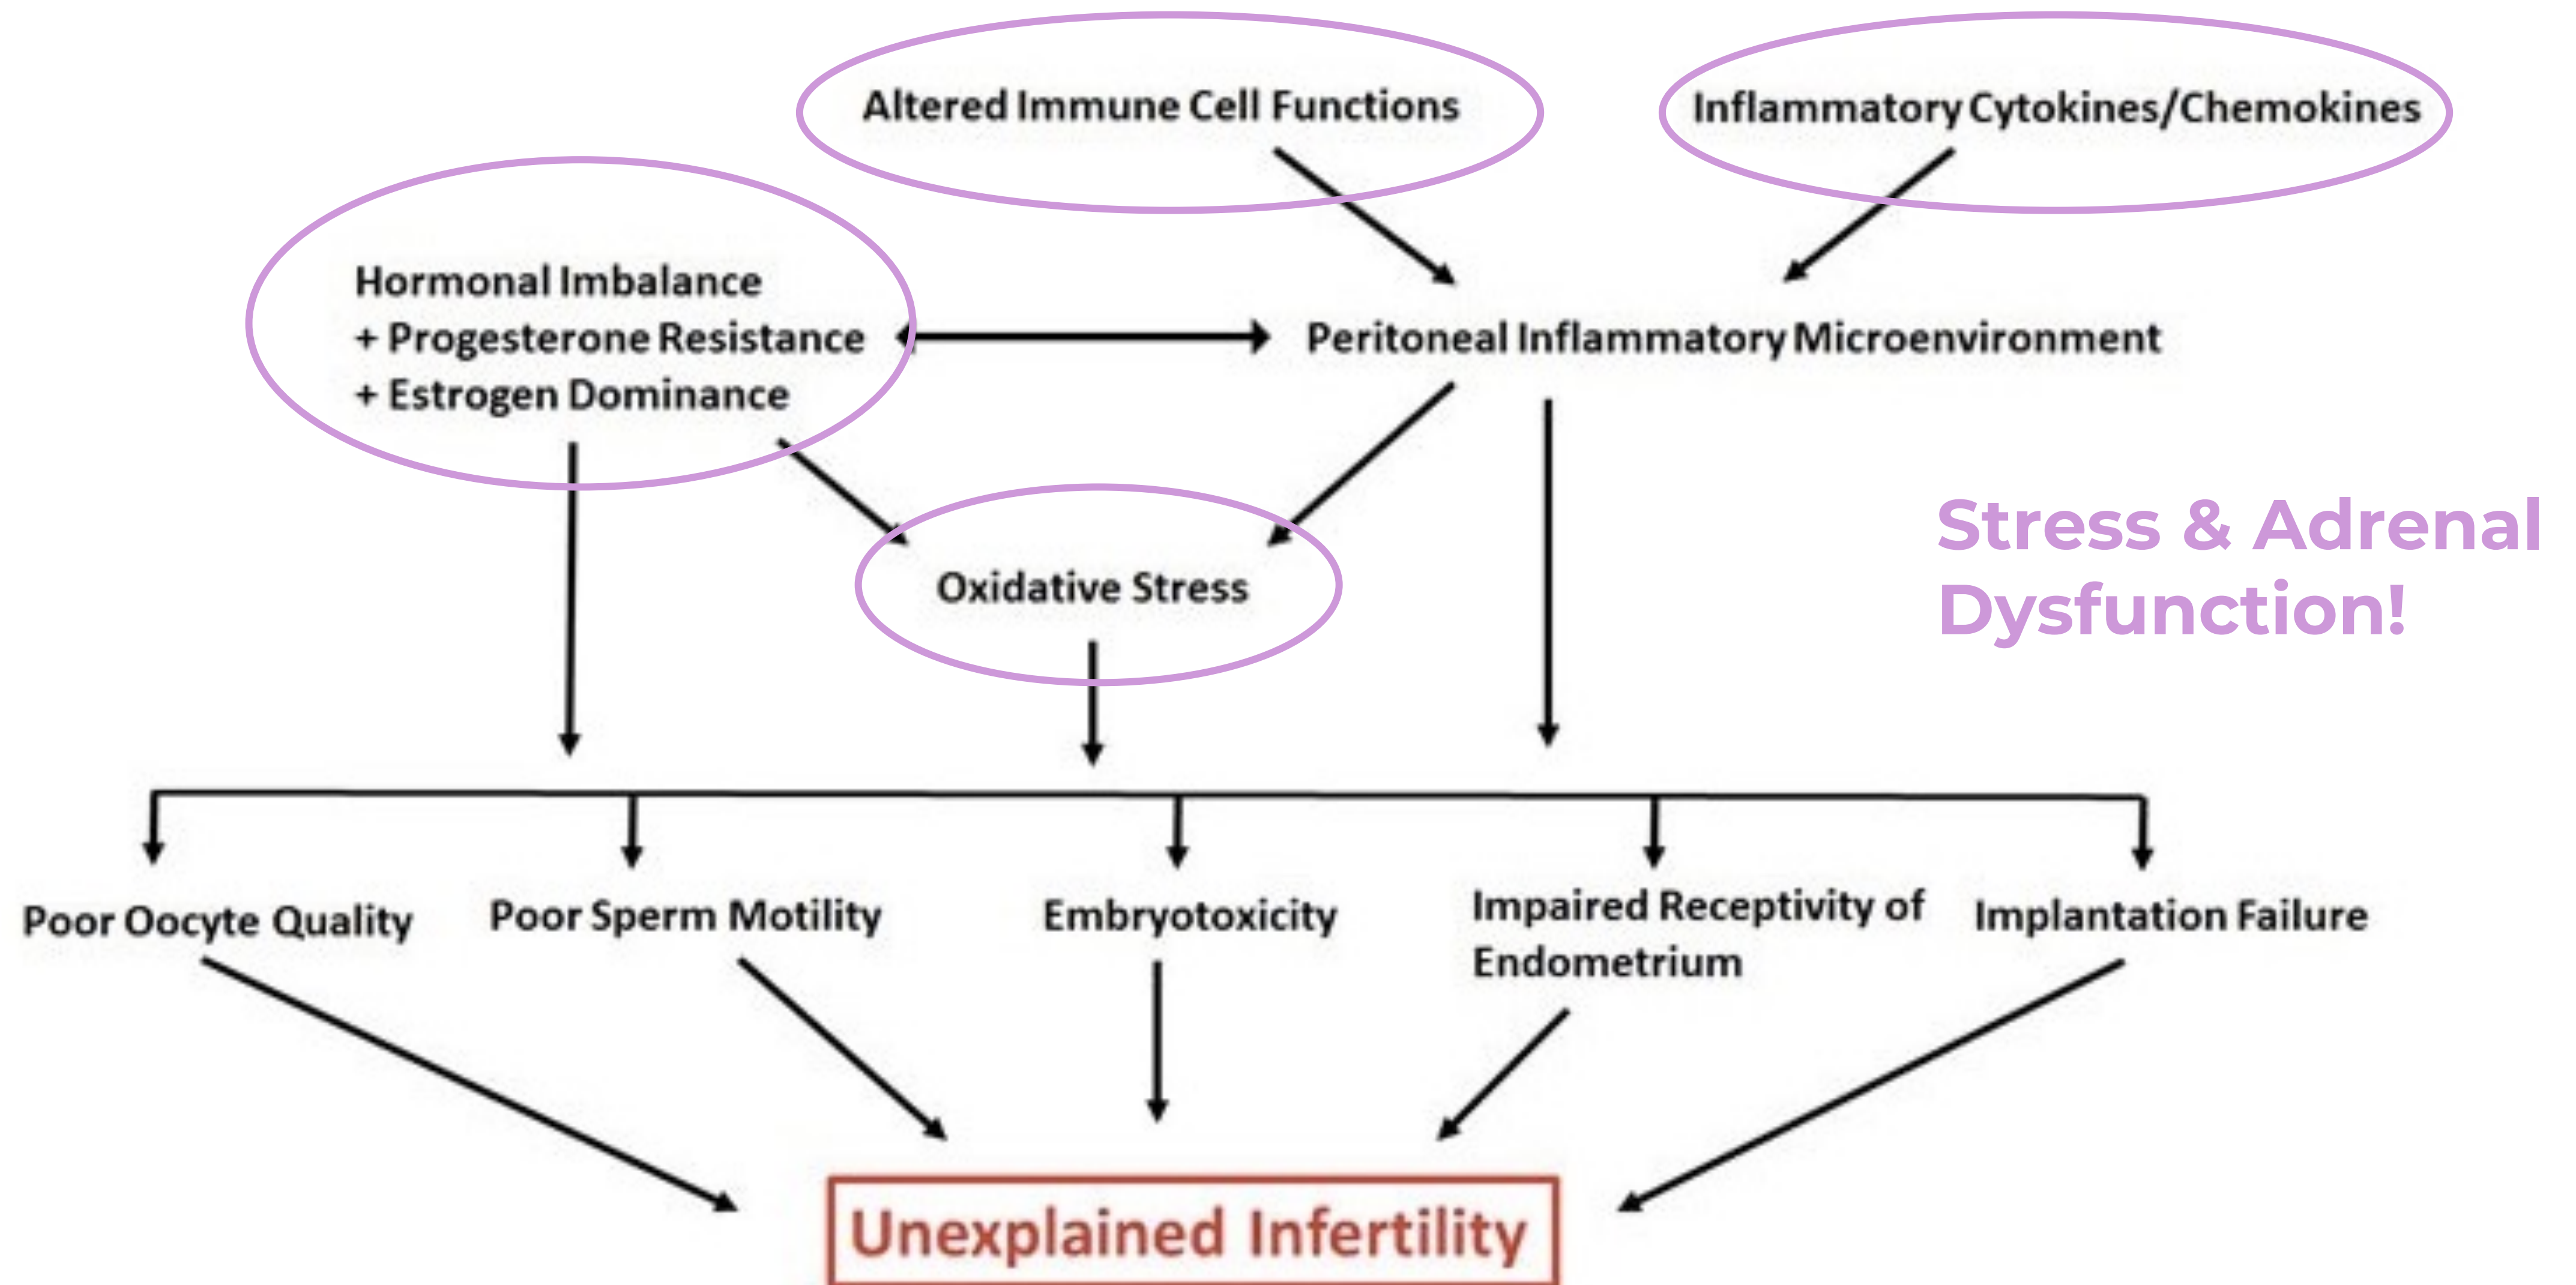 Altered Immune Cell Functions
Inflammatory Cytokines/Chemokines
Hormonal Imbalance
+ Progesterone Resistance
+ Estrogen Dominance
Peritoneal Inflammatory Microenvironment
Stress & Adrenal
Dysfunction!
Oxidative Stress
Poor Oocyte Quality
Poor Sperm Motility
Embryotoxicity
Impaired Receptivity of
Endometrium
Implantation Failure
Unexplained Infertility